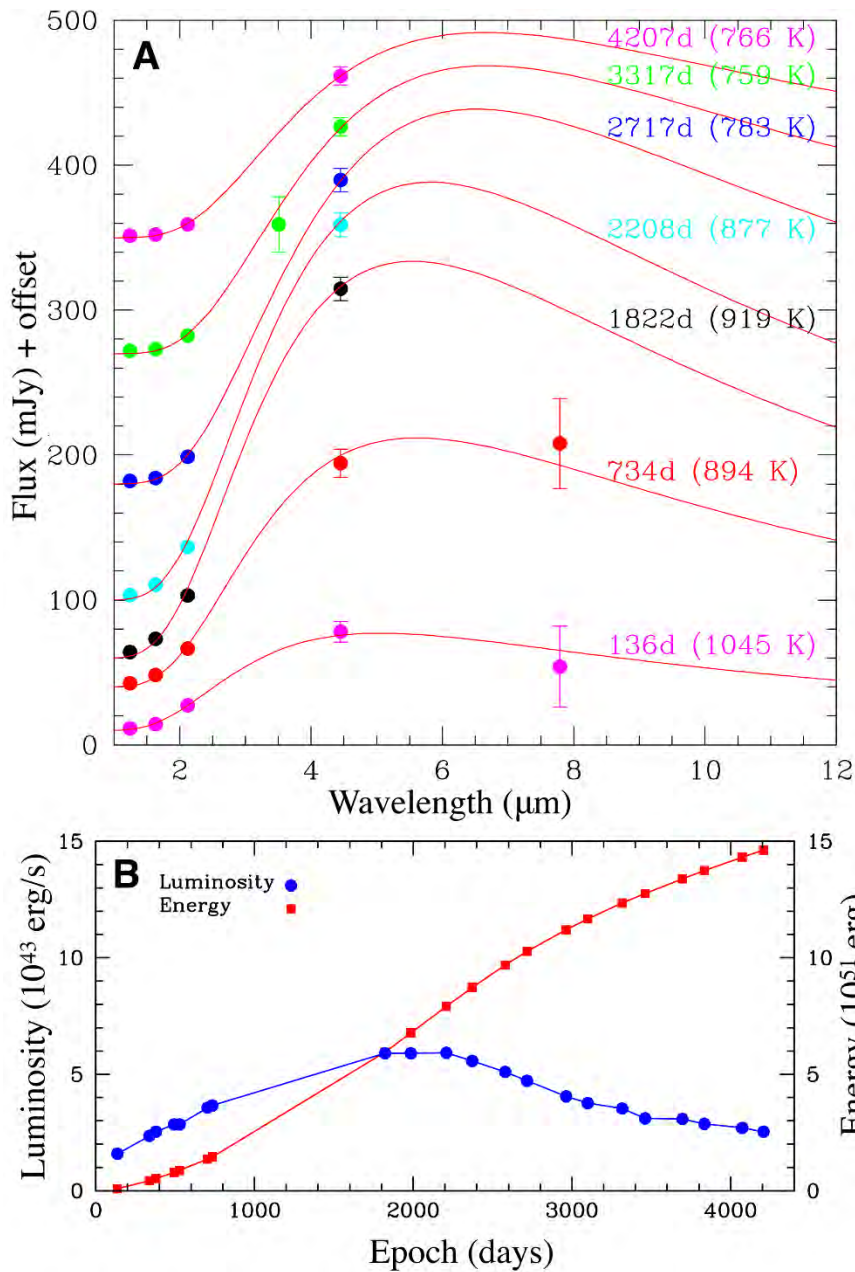 A
500
400
300
200
100
0
Flux (mJy) + offset
4207d (766 K)
3317d (759 K)
2717d (783 K)
2208d (877 K)
1822d (919 K)
734d (894 K)
136d (1045 K)
2 4 6 8 10 12
Wavelength (μm)
B
Luminosity
Energy
15 15
10 10
5 5
0 0
Luminosity (10⁴³ erg/s)
Energy (10⁵¹ erg)
0 1000 2000 3000 4000
Epoch (days)